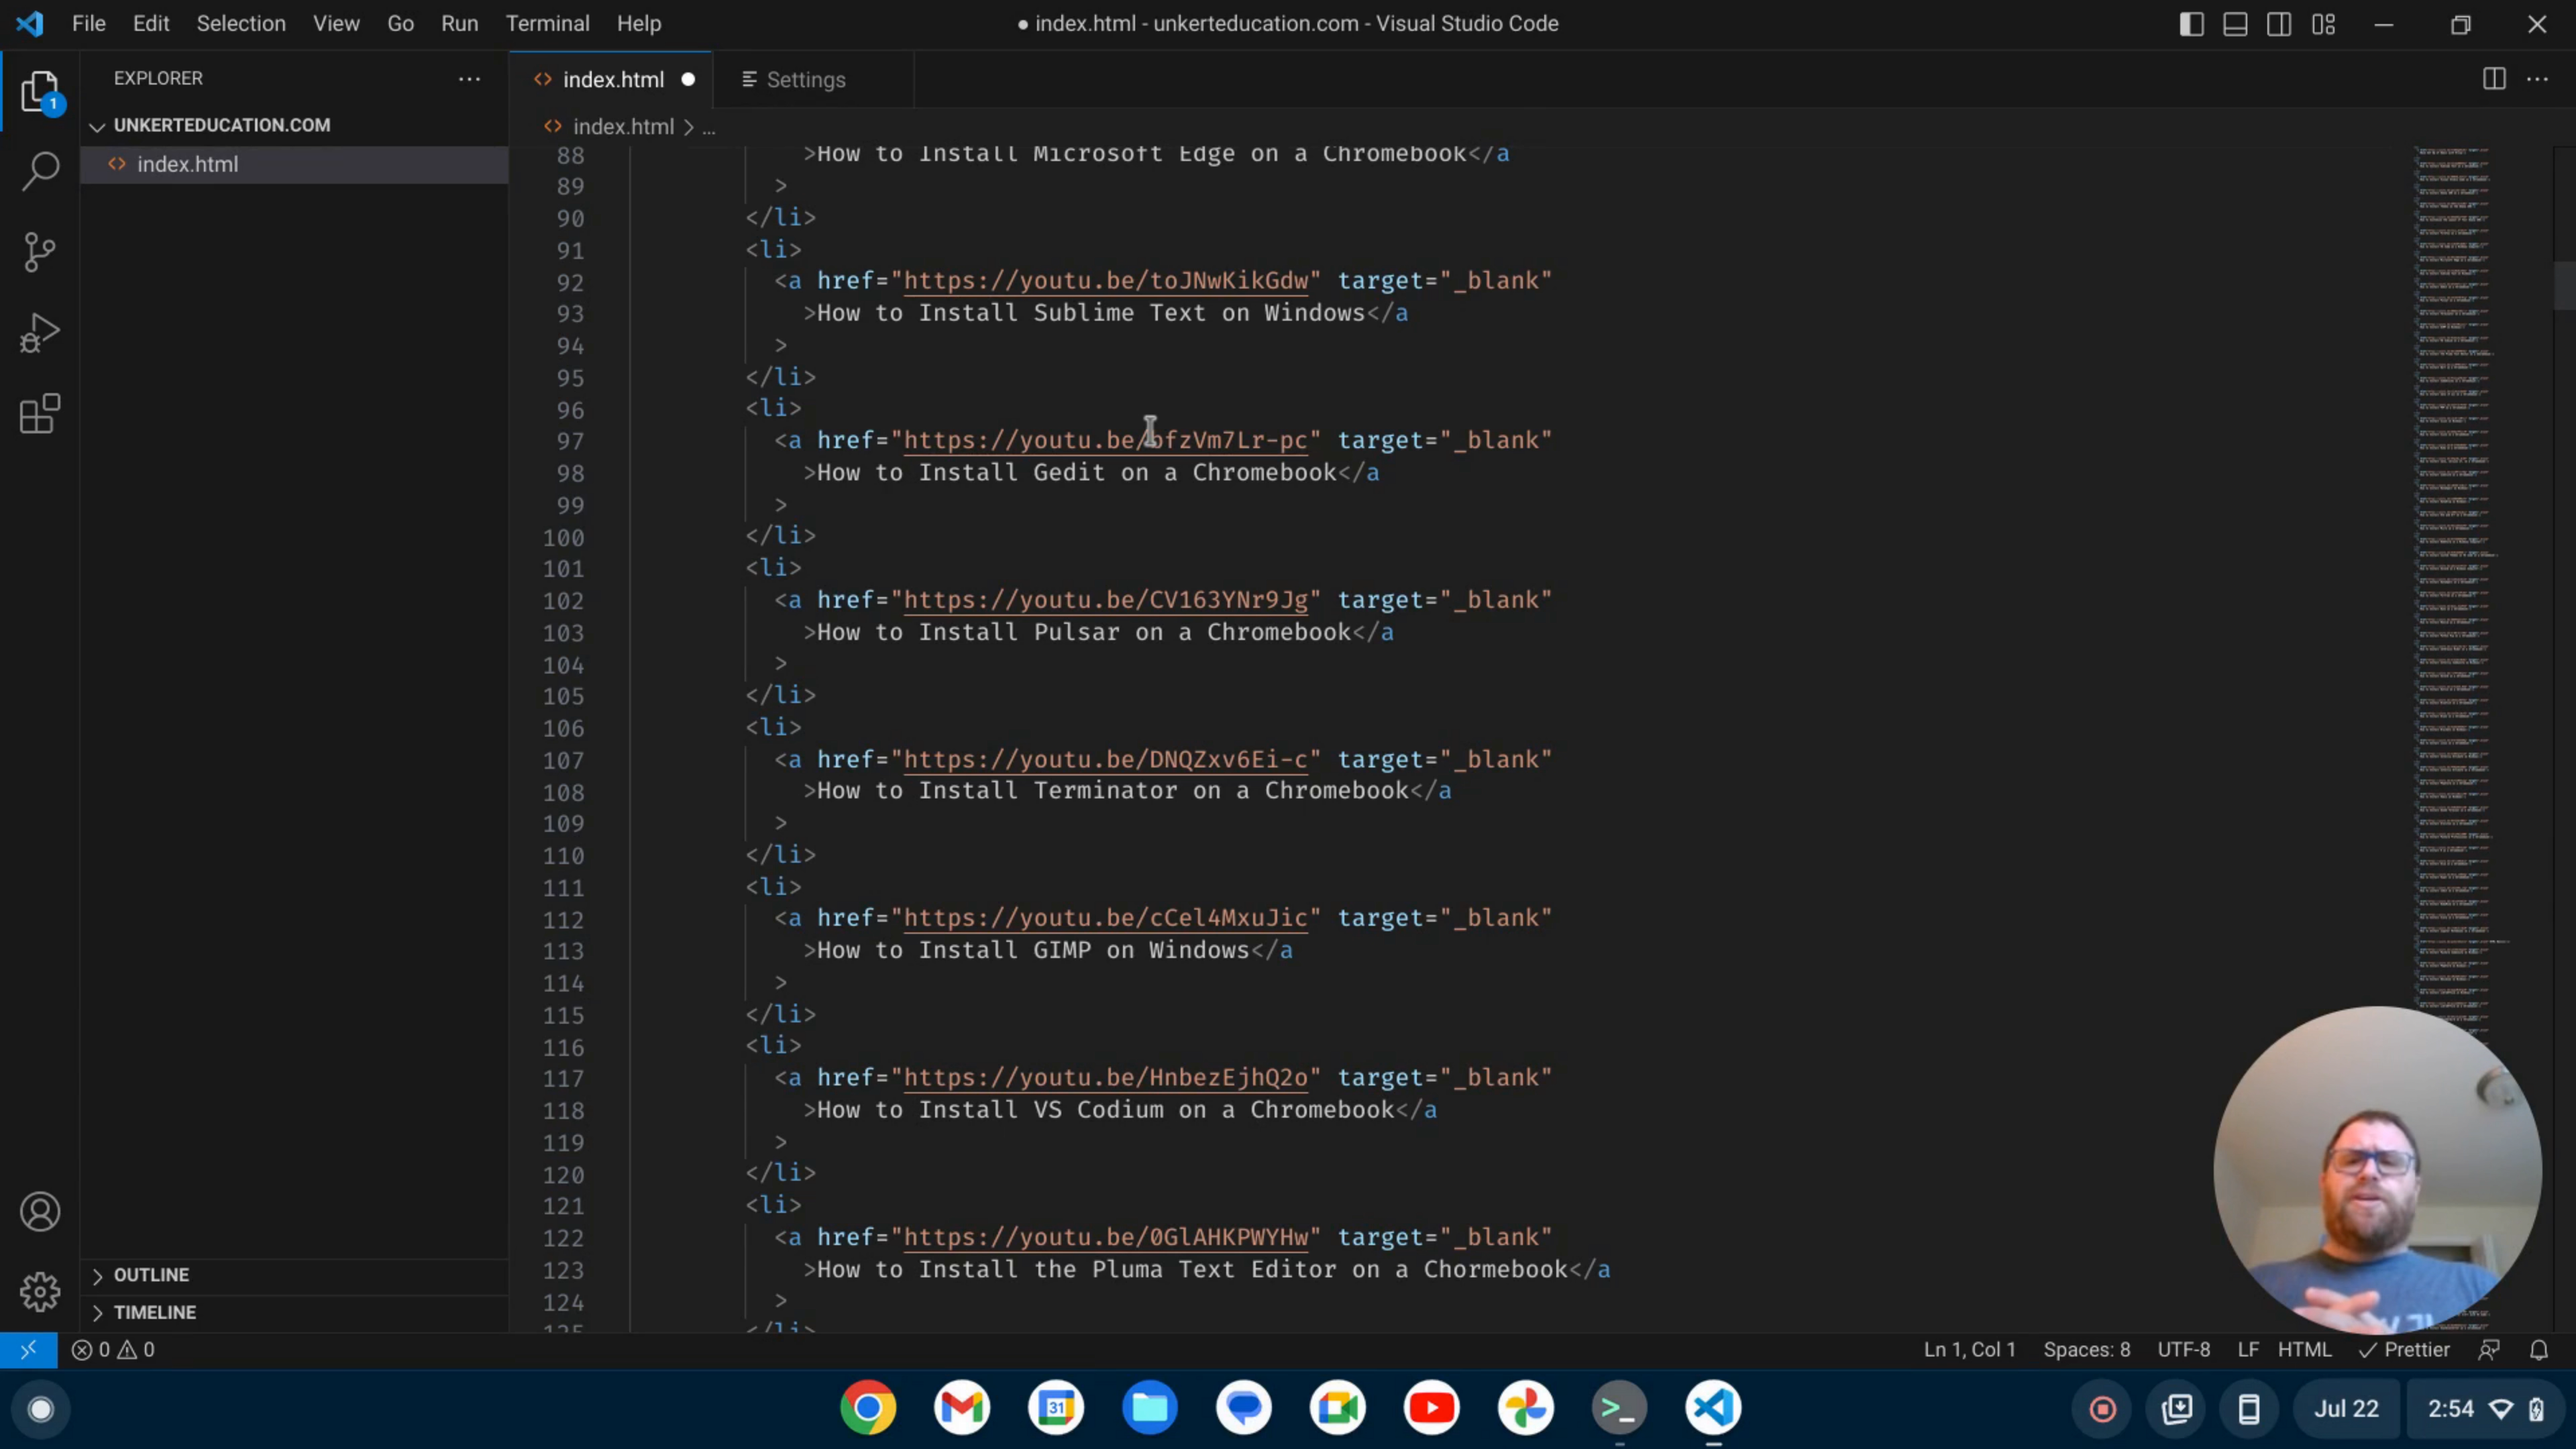 File Edit Selection View Go Run Terminal Help
● index.html - unkerteducation.com - Visual Studio Code
EXPLORER
1
UNKERTEDUCATION.COM
index.html
OUTLINE
TIMELINE
index.html
Settings
index.html > ...
88 >How to Install Microsoft Edge on a Chromebook</a
89 >
90 </li>
91 <li>
92 <a href="https://youtu.be/toJNwKikGdw" target="_blank"
93 >How to Install Sublime Text on Windows</a
94 >
95 </li>
96 <li>
97 <a href="https://youtu.be/ofzVm7Lr-pc" target="_blank"
98 >How to Install Gedit on a Chromebook</a
99 >
100 </li>
101 <li>
102 <a href="https://youtu.be/CV163YNr9Jg" target="_blank"
103 >How to Install Pulsar on a Chromebook</a
104 >
105 </li>
106 <li>
107 <a href="https://youtu.be/DNQZxv6Ei-c" target="_blank"
108 >How to Install Terminator on a Chromebook</a
109 >
110 </li>
111 <li>
112 <a href="https://youtu.be/cCel4MxuJic" target="_blank"
113 >How to Install GIMP on Windows</a
114 >
115 </li>
116 <li>
117 <a href="https://youtu.be/HnbezEjhQ2o" target="_blank"
118 >How to Install VS Codium on a Chromebook</a
119 >
120 </li>
121 <li>
122 <a href="https://youtu.be/0GlAHKPWYHw" target="_blank"
123 >How to Install the Pluma Text Editor on a Chormebook</a
124 >
125 </li>
0 0
Ln 1, Col 1 Spaces: 8 UTF-8 LF HTML Prettier
31
>_
Jul 22 2:54